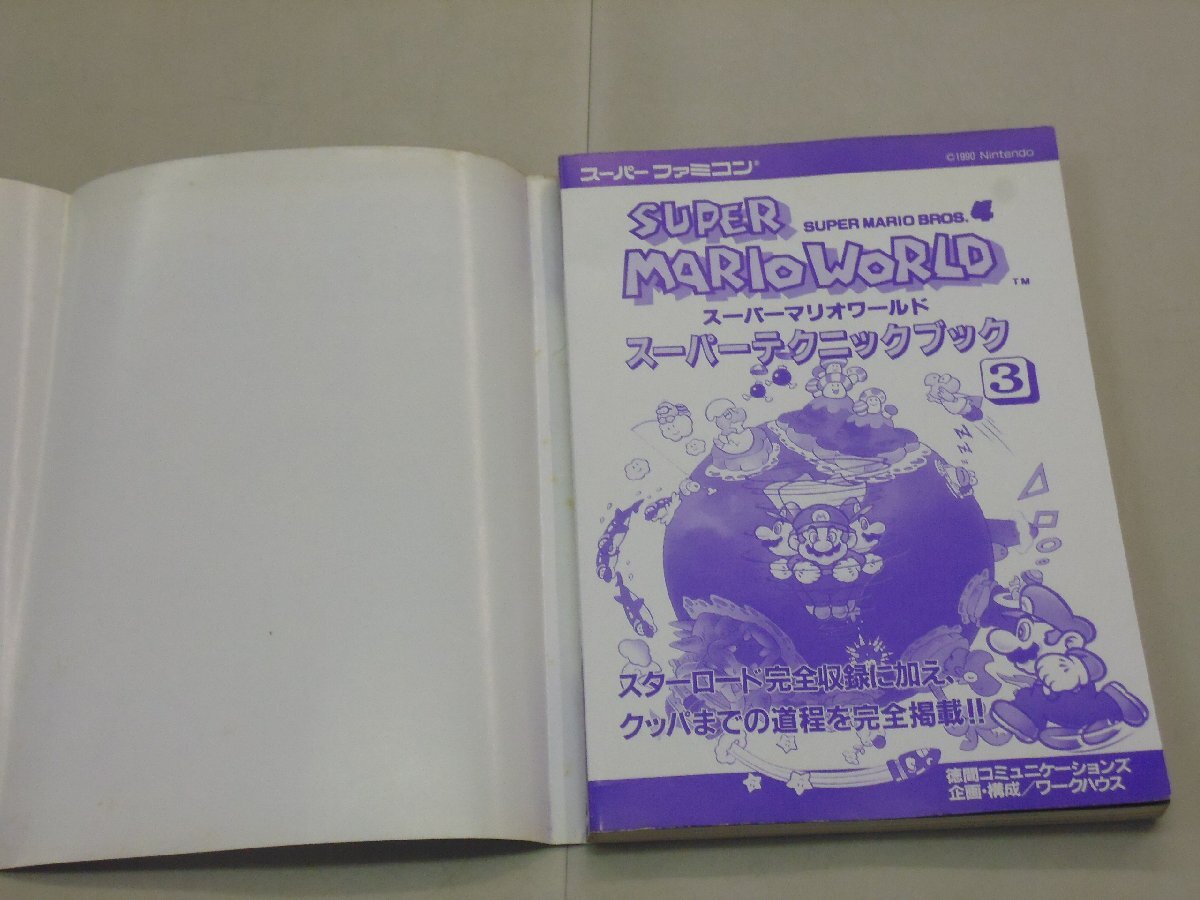 スーパーファミコン®
©1990 Nintendo
SUPER MARIO BROS.4
SUPER
MARIO WORLD™
スーパーマリオワールド
スーパーテクニックブック
3
M
Z Z Z
スターロード完全収録に加え、
クッパまでの道程を完全掲載!!
徳間コミュニケーションズ
企画・構成/ワークハウス